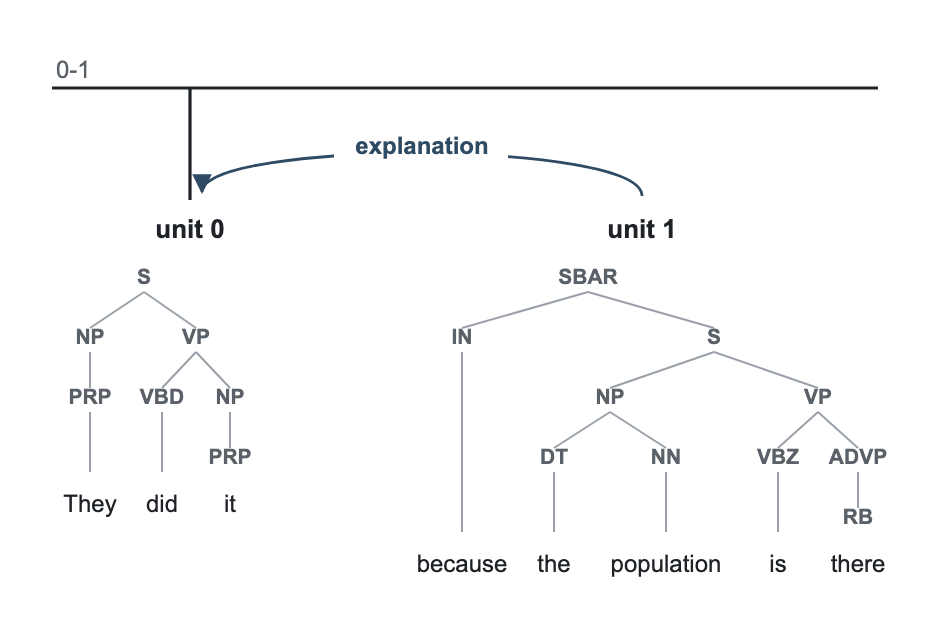 0-1
explanation
unit 0 unit 1
S SBAR
NP VP IN S
PRP VBD NP NP VP
PRP DT NN VBZ ADVP
They did it RB
because the population is there